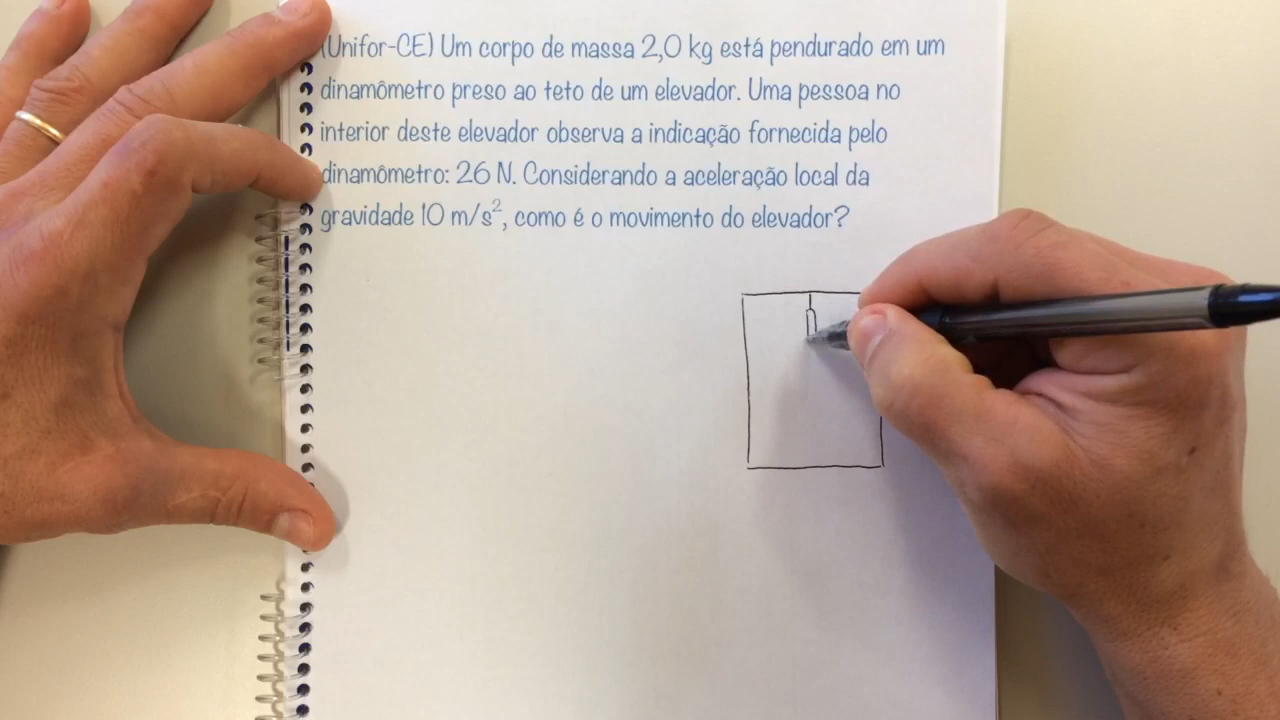 (Unifor-CE) Um corpo de massa 2,0 kg está pendurado em um
dinamômetro preso ao teto de um elevador. Uma pessoa no
interior deste elevador observa a indicação fornecida pelo
dinamômetro: 26 N. Considerando a aceleração local da
gravidade 10 m/s², como é o movimento do elevador?